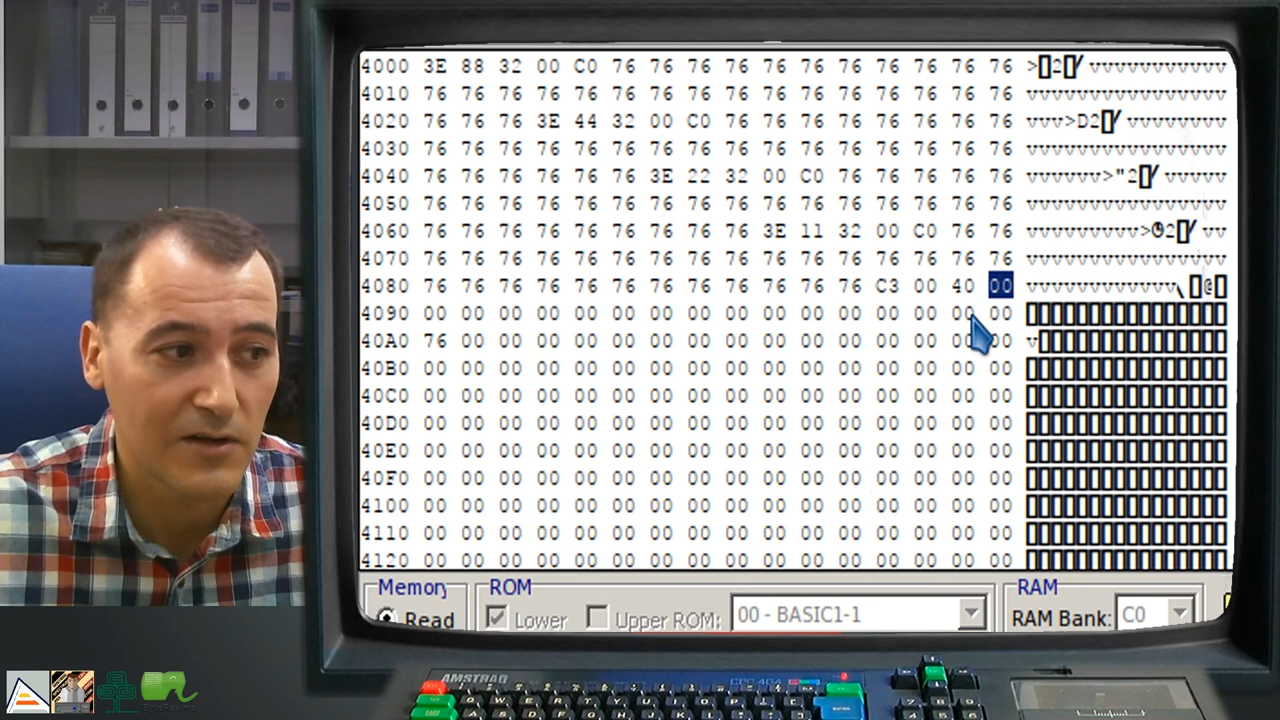 4000 3E 88 32 00 C0 76 76 76 76 76 76 76 76 76 76 76 >[]2[]/vvvvvvvvvvv
4010 76 76 76 76 76 76 76 76 76 76 76 76 76 76 76 76 vvvvvvvvvvvvvvvv
4020 76 76 76 3E 44 32 00 C0 76 76 76 76 76 76 76 76 vvv>D2[]/vvvvvvvv
4030 76 76 76 76 76 76 76 76 76 76 76 76 76 76 76 76 vvvvvvvvvvvvvvvv
4040 76 76 76 76 76 76 3E 22 32 00 C0 76 76 76 76 76 vvvvvv>"2[]/vvvvv
4050 76 76 76 76 76 76 76 76 76 76 76 76 76 76 76 76 vvvvvvvvvvvvvvvv
4060 76 76 76 76 76 76 76 76 76 3E 11 32 00 C0 76 76 vvvvvvvvv>2[]/vv
4070 76 76 76 76 76 76 76 76 76 76 76 76 76 76 76 76 vvvvvvvvvvvvvvvv
4080 76 76 76 76 76 76 76 76 76 76 76 76 C3 00 40 00 vvvvvvvvvvvv\[]@[]
4090 00 00 00 00 00 00 00 00 00 00 00 00 00 00 00 00
40A0 76 00 00 00 00 00 00 00 00 00 00 00 00 00 00 00 v
40B0 00 00 00 00 00 00 00 00 00 00 00 00 00 00 00 00
40C0 00 00 00 00 00 00 00 00 00 00 00 00 00 00 00 00
40D0 00 00 00 00 00 00 00 00 00 00 00 00 00 00 00 00
40E0 00 00 00 00 00 00 00 00 00 00 00 00 00 00 00 00
40F0 00 00 00 00 00 00 00 00 00 00 00 00 00 00 00 00
4100 00 00 00 00 00 00 00 00 00 00 00 00 00 00 00 00
4110 00 00 00 00 00 00 00 00 00 00 00 00 00 00 00 00
4120 00 00 00 00 00 00 00 00 00 00 00 00 00 00 00 00
Memory ROM RAM
Read Lower Upper ROM: 00 - BASIC1-1 RAM Bank: C0
AMSTRAD